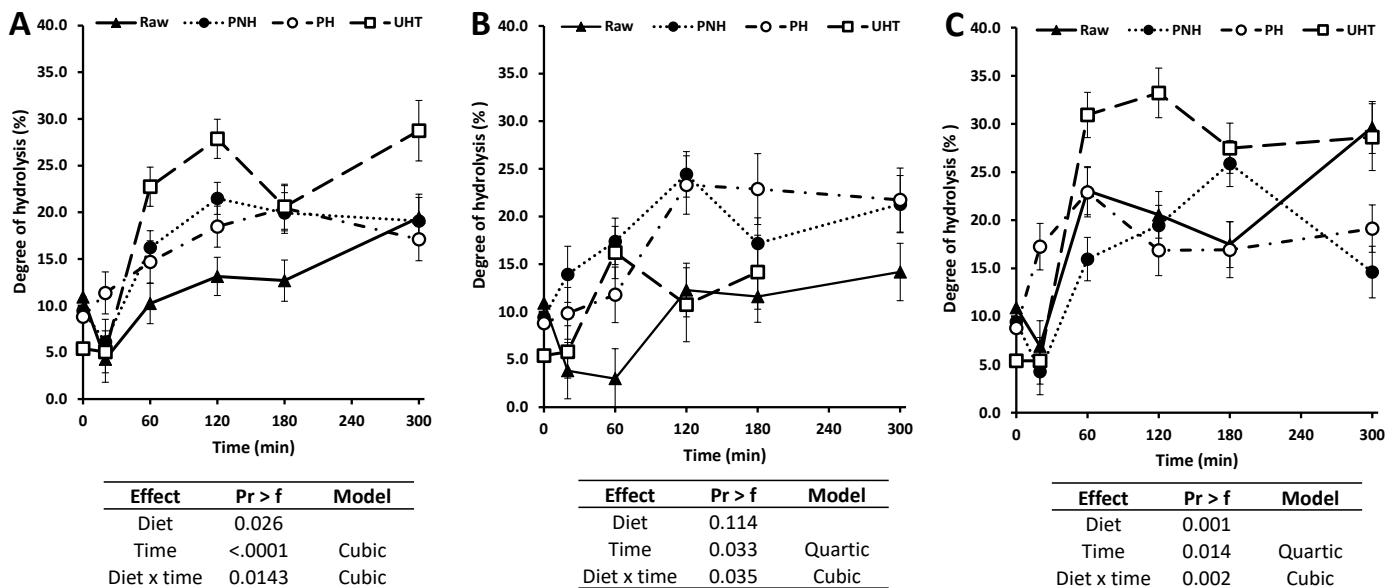 A
Raw PNH PH UHT
Degree of hydrolysis (%)
40.0
35.0
30.0
25.0
20.0
15.0
10.0
5.0
0.0
0 60 120 180 240 300
Time (min)
Effect Pr > f Model
Diet 0.026
Time <.0001 Cubic
Diet x time 0.0143 Cubic
B
Raw PNH PH UHT
Degree of hydrolysis (% )
40.0
35.0
30.0
25.0
20.0
15.0
10.0
5.0
0.0
0 60 120 180 240 300
Time (min)
Effect Pr > f Model
Diet 0.114
Time 0.033 Quartic
Diet x time 0.035 Cubic
C
Raw PNH PH UHT
Degree of hydrolysis (% )
40.0
35.0
30.0
25.0
20.0
15.0
10.0
5.0
0.0
0 60 120 180 240 300
Time (min)
Effect Pr > f Model
Diet 0.001
Time 0.014 Quartic
Diet x time 0.002 Cubic